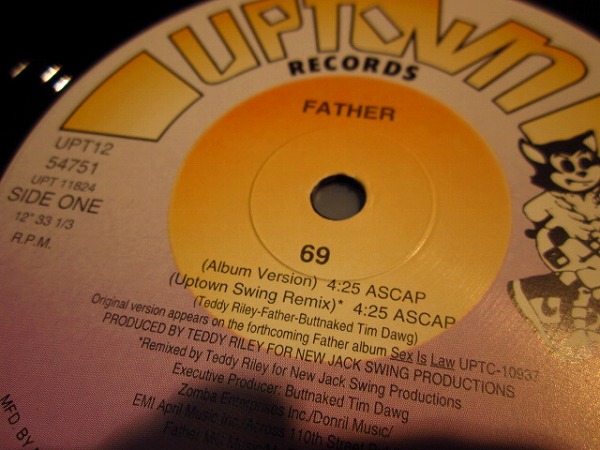 UPTOWN
RECORDS
FATHER
UPT12
54751
UPT 11824
SIDE ONE
12" 33 1/3
R.P.M.
69
(Album Version) 4:25 ASCAP
(Uptown Swing Remix)* 4:25 ASCAP
(Teddy Riley-Father-Buttnaked Tim Dawg)
Original version appears on the forthcoming Father album Sex Is Law UPTC-10937
PRODUCED BY TEDDY RILEY FOR NEW JACK SWING PRODUCTIONS
*Remixed by Teddy Riley for New Jack Swing Productions
Executive Producer: Buttnaked Tim Dawg
Zomba Enterprises Inc./Donril Music/
EMI April Music Inc./Across 110th Street
Father
MFD. BY